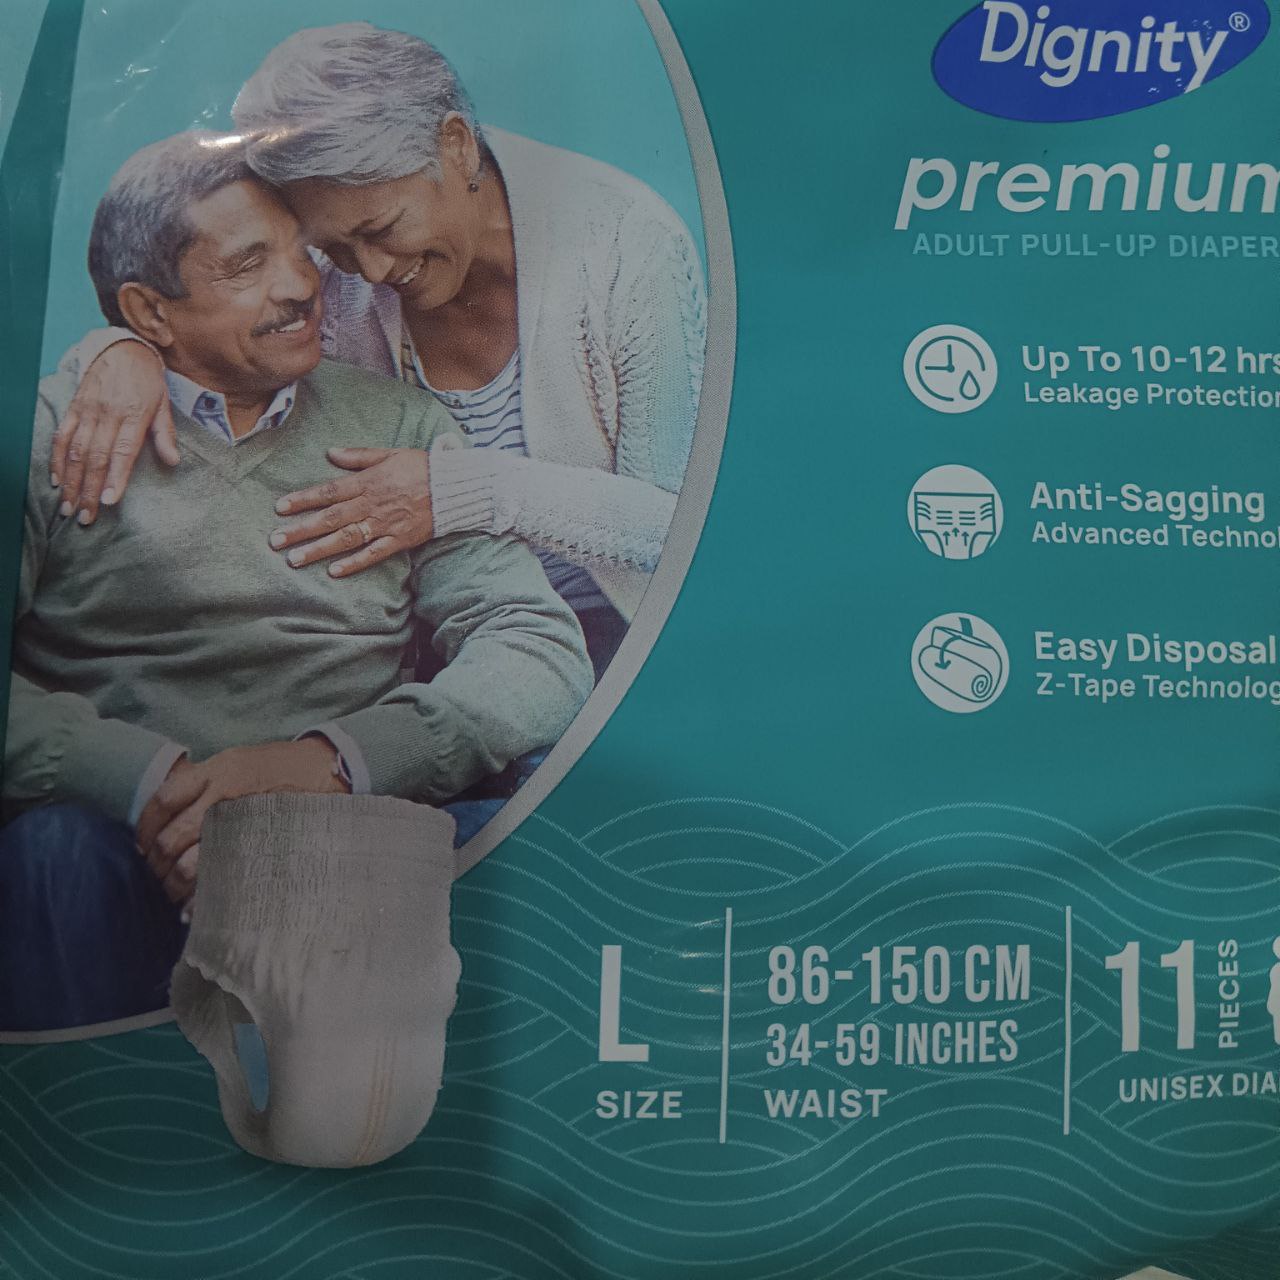 Dignity®
premium
ADULT PULL-UP DIAPER
Up To 10-12 hrs
Leakage Protection
Anti-Sagging
Advanced Technol
Easy Disposal
Z-Tape Technolog
L
SIZE
86-150 CM
34-59 INCHES
WAIST
11 PIECES
UNISEX DIA